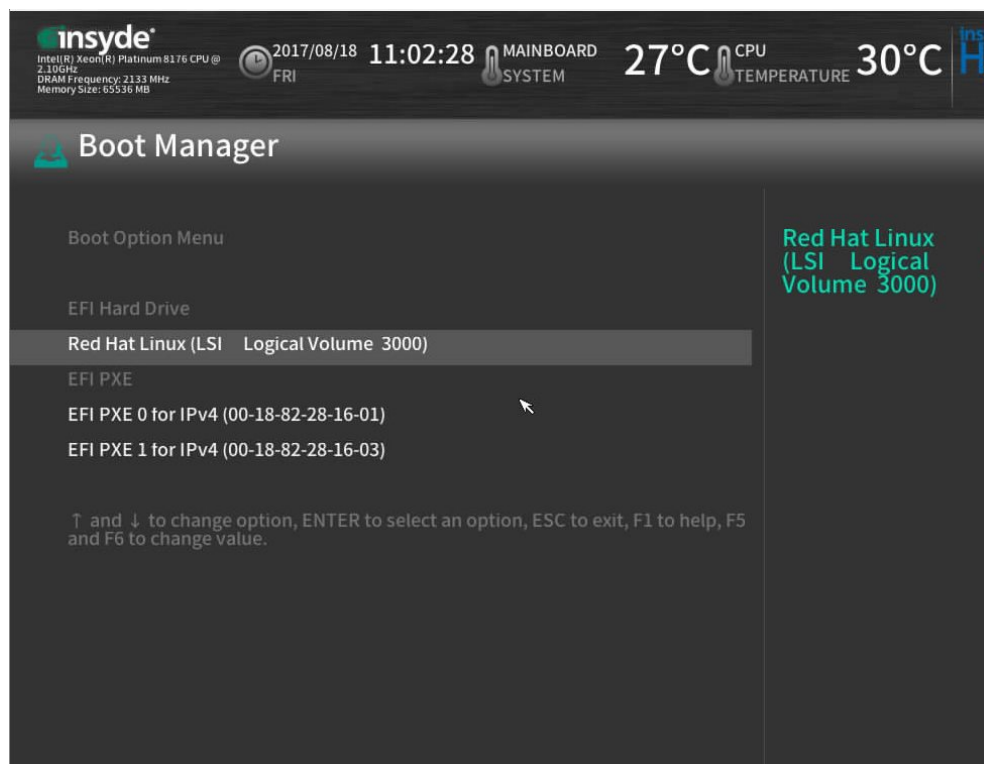 insyde
Intel(R) Xeon(R) Platinum 8176 CPU @
2.10GHz
DRAM Frequency: 2133 MHz
Memory Size: 65536 MB
2017/08/18 11:02:28
FRI
MAINBOARD
SYSTEM
27°C
CPU
TEMPERATURE
30°C
ins
H
Boot Manager
Boot Option Menu
EFI Hard Drive
Red Hat Linux (LSI Logical Volume 3000)
EFI PXE
EFI PXE 0 for IPv4 (00-18-82-28-16-01)
EFI PXE 1 for IPv4 (00-18-82-28-16-03)
↑ and ↓ to change option, ENTER to select an option, ESC to exit, F1 to help, F5
and F6 to change value.
Red Hat Linux
(LSI Logical
Volume 3000)